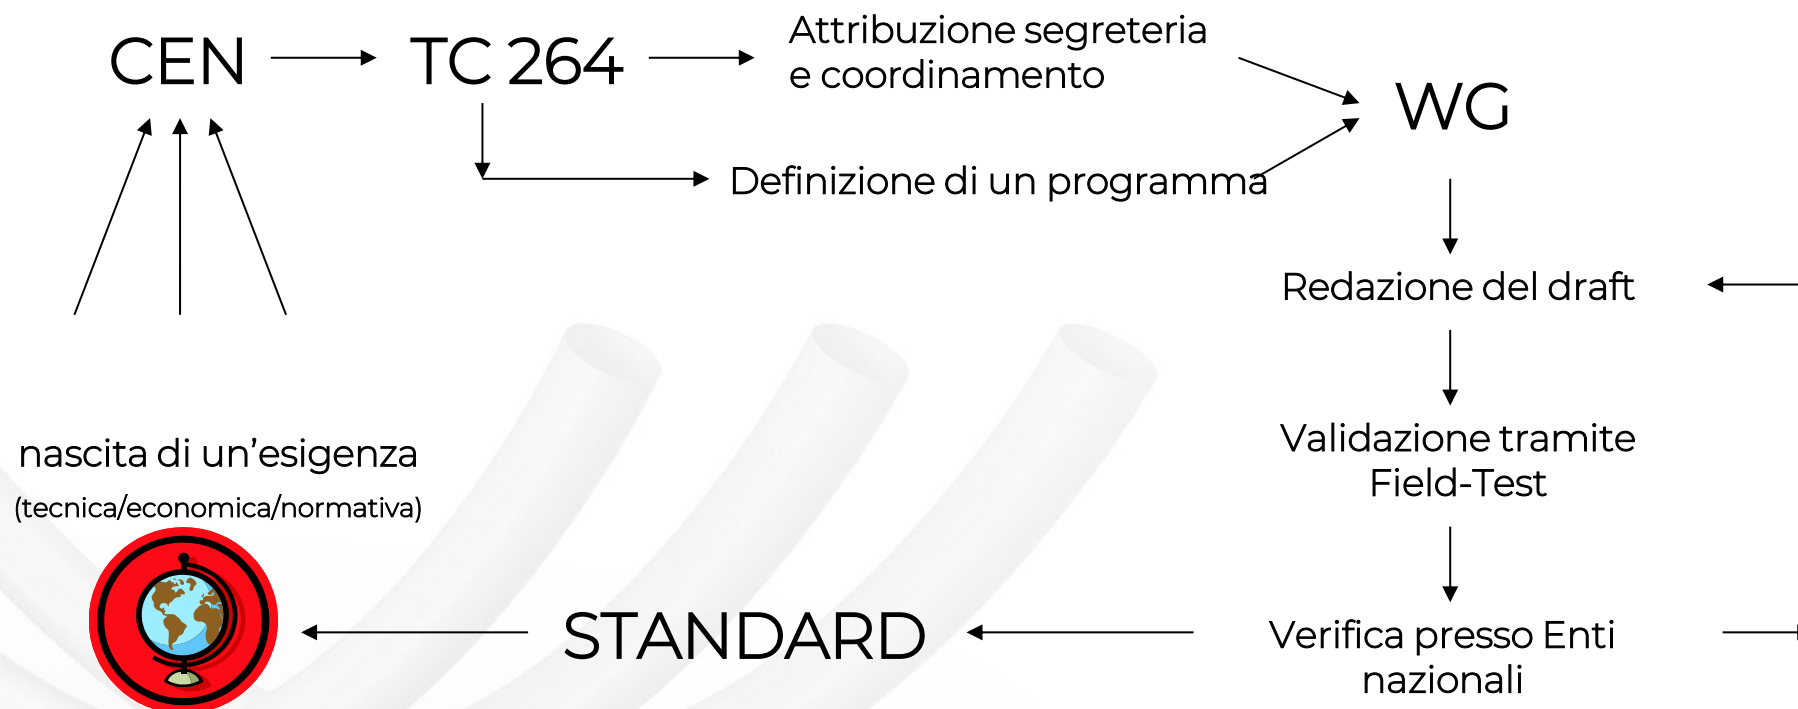 CEN
TC 264
Attribuzione segreteria
e coordinamento
WG
Definizione di un programma
Redazione del draft
Validazione tramite
Field-Test
nascita di un’esigenza
(tecnica/economica/normativa)
STANDARD
Verifica presso Enti
nazionali